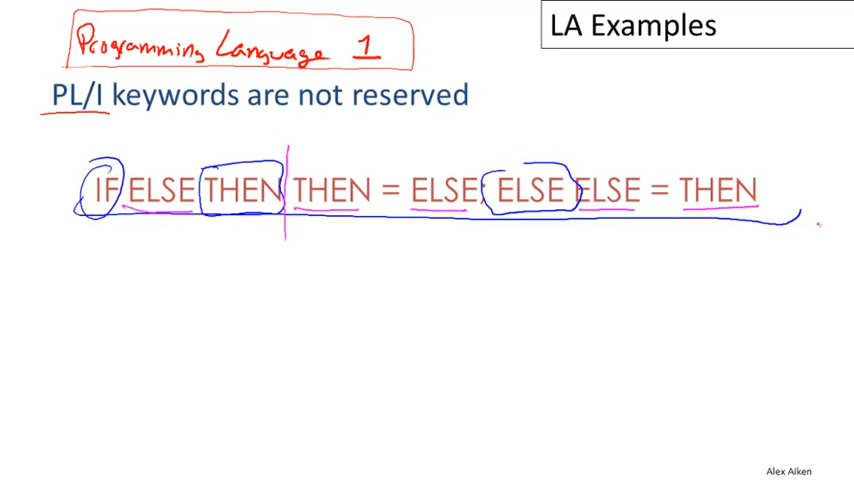 LA Examples
Programming Language 1
PL/I keywords are not reserved
IF ELSE THEN THEN = ELSE; ELSE ELSE = THEN
Alex Aiken